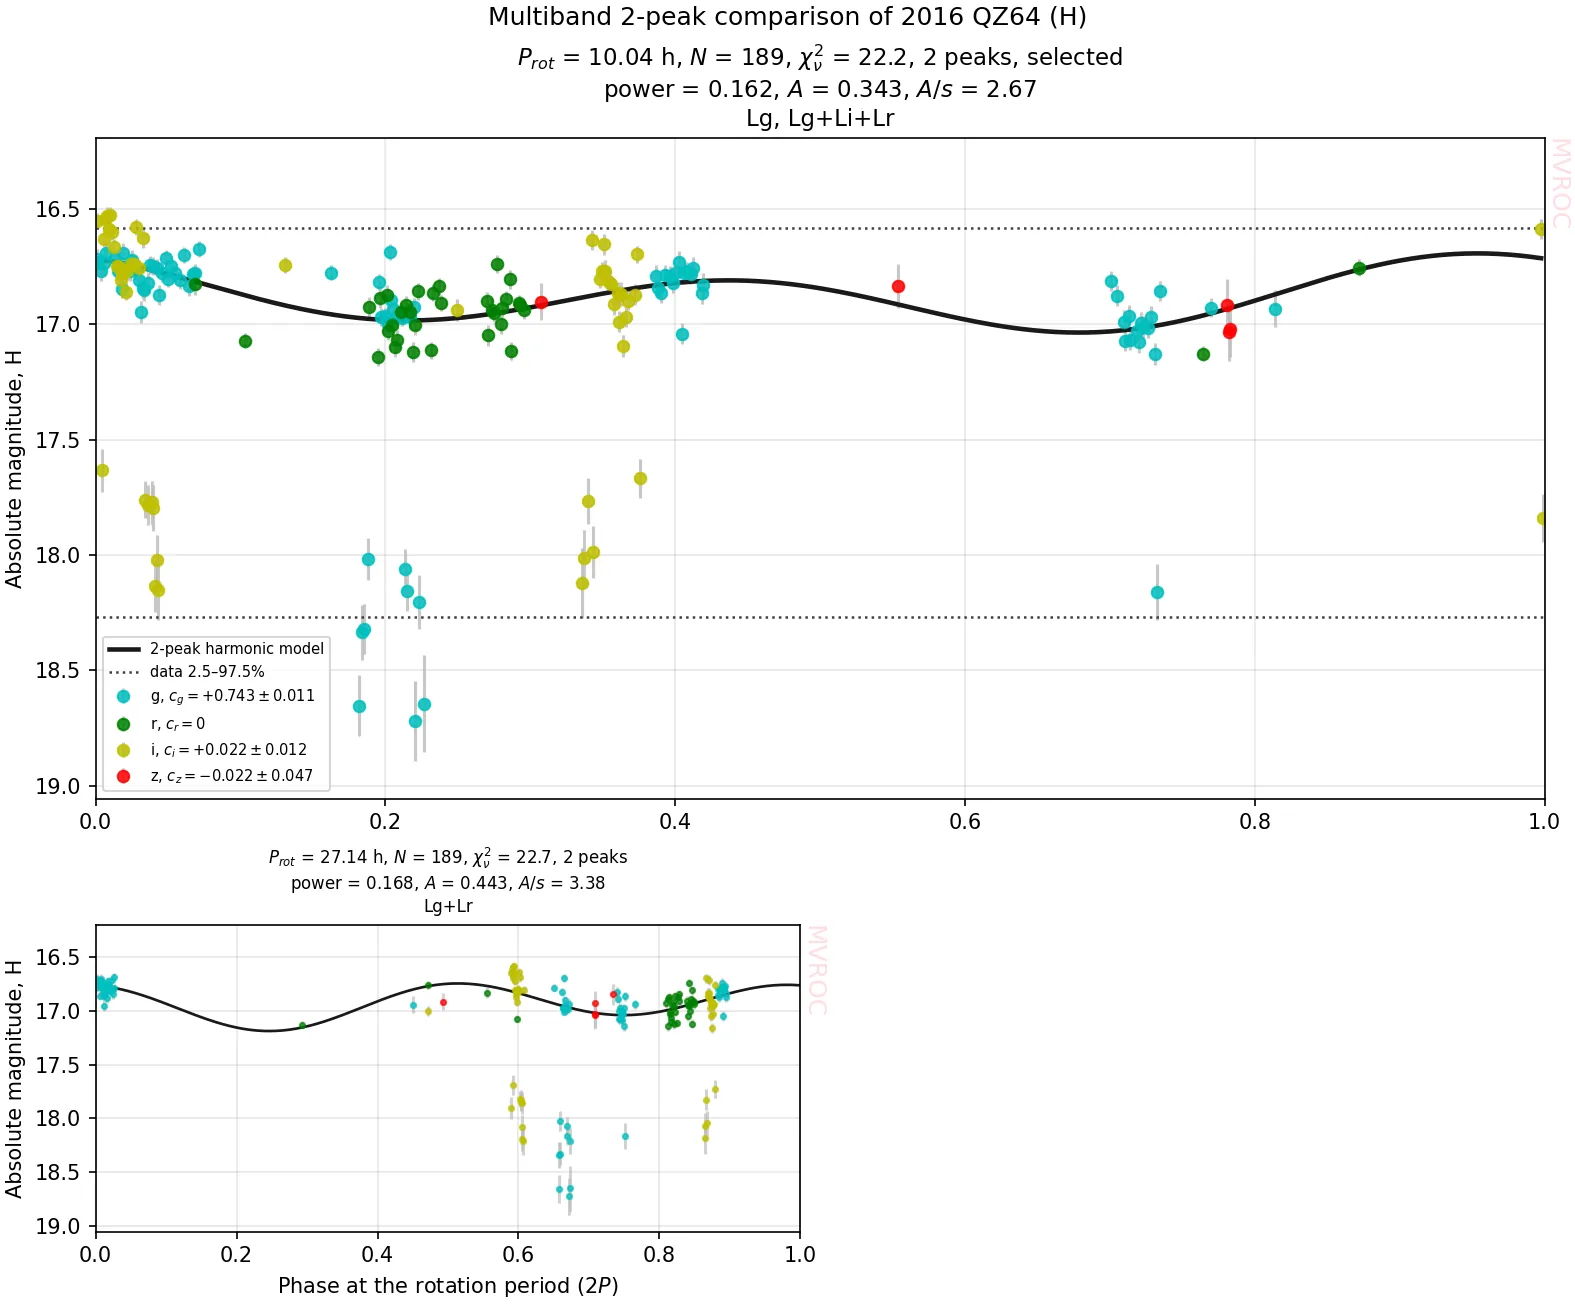 Multiband 2-peak comparison of 2016 QZ64 (H)
P_rot = 10.04 h, N = 189, χ²_ν = 22.2, 2 peaks, selected
power = 0.162, A = 0.343, A/s = 2.67
Lg, Lg+Li+Lr
MVROC
Absolute magnitude, H
16.5
17.0
17.5
18.0
18.5
19.0
2-peak harmonic model
data 2.5–97.5%
g, c_g = +0.743 ± 0.011
r, c_r = 0
i, c_i = +0.022 ± 0.012
z, c_z = −0.022 ± 0.047
0.0 0.2 0.4 0.6 0.8 1.0
P_rot = 27.14 h, N = 189, χ²_ν = 22.7, 2 peaks
power = 0.168, A = 0.443, A/s = 3.38
Lg+Lr
MVROC
Absolute magnitude, H
16.5
17.0
17.5
18.0
18.5
19.0
0.0 0.2 0.4 0.6 0.8 1.0
Phase at the rotation period (2P)